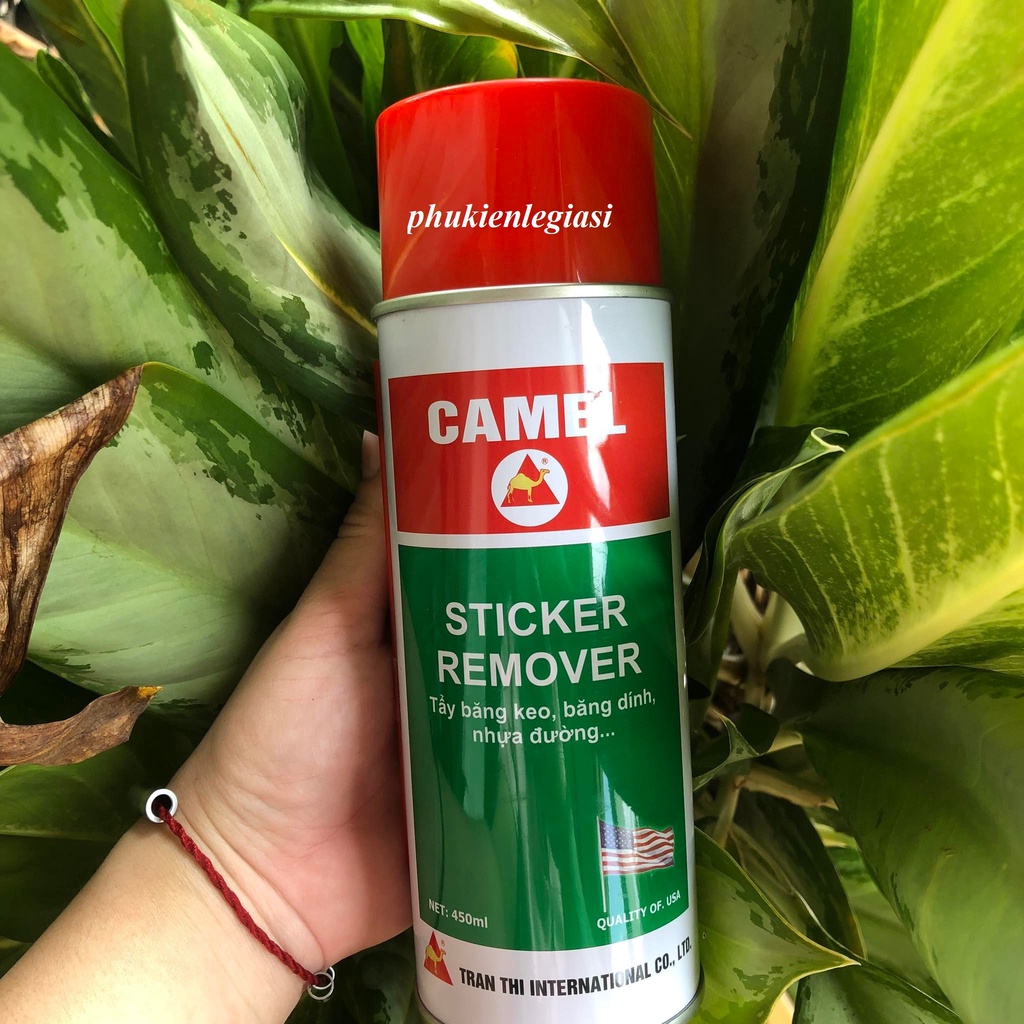 phukienlegiasi
CAMEL
®
STICKER
REMOVER
Tẩy băng keo, băng dính,
nhựa đường...
NET: 450ml
QUALITY OF. USA
TRAN THI INTERNATIONAL CO., LTD.